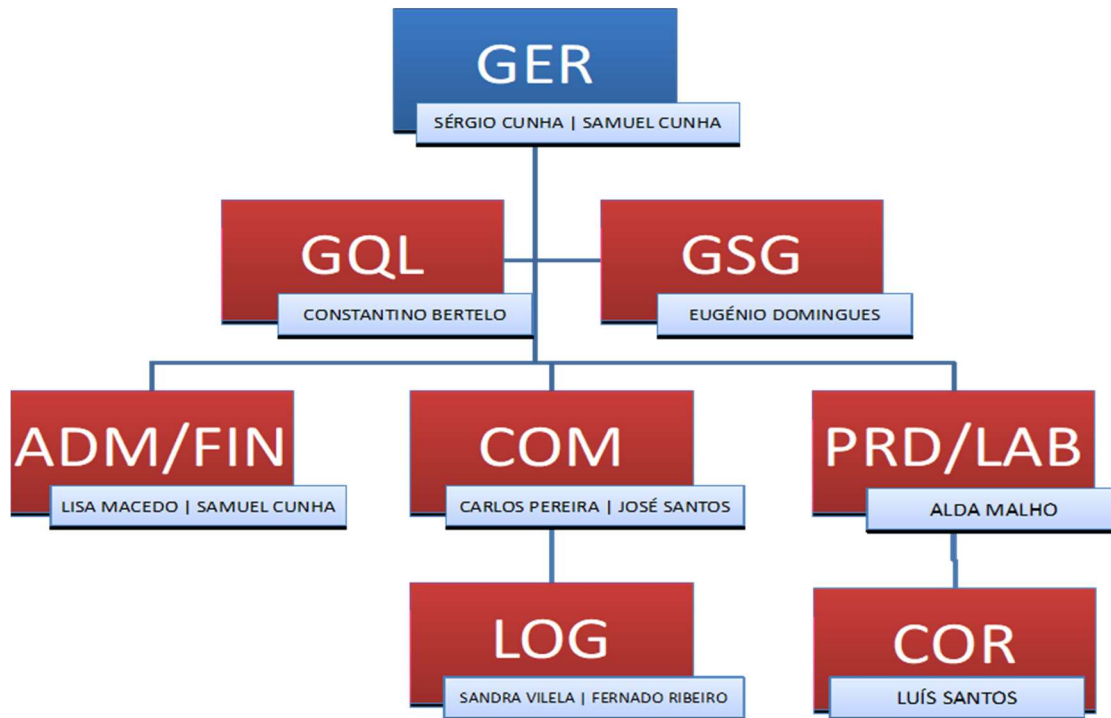 GER
SÉRGIO CUNHA | SAMUEL CUNHA
GQL
CONSTANTINO BERTELO
GSG
EUGÉNIO DOMINGUES
ADM/FIN
LISA MACEDO | SAMUEL CUNHA
COM
CARLOS PEREIRA | JOSÉ SANTOS
PRD/LAB
ALDA MALHO
LOG
SANDRA VILELA | FERNADO RIBEIRO
COR
LUÍS SANTOS